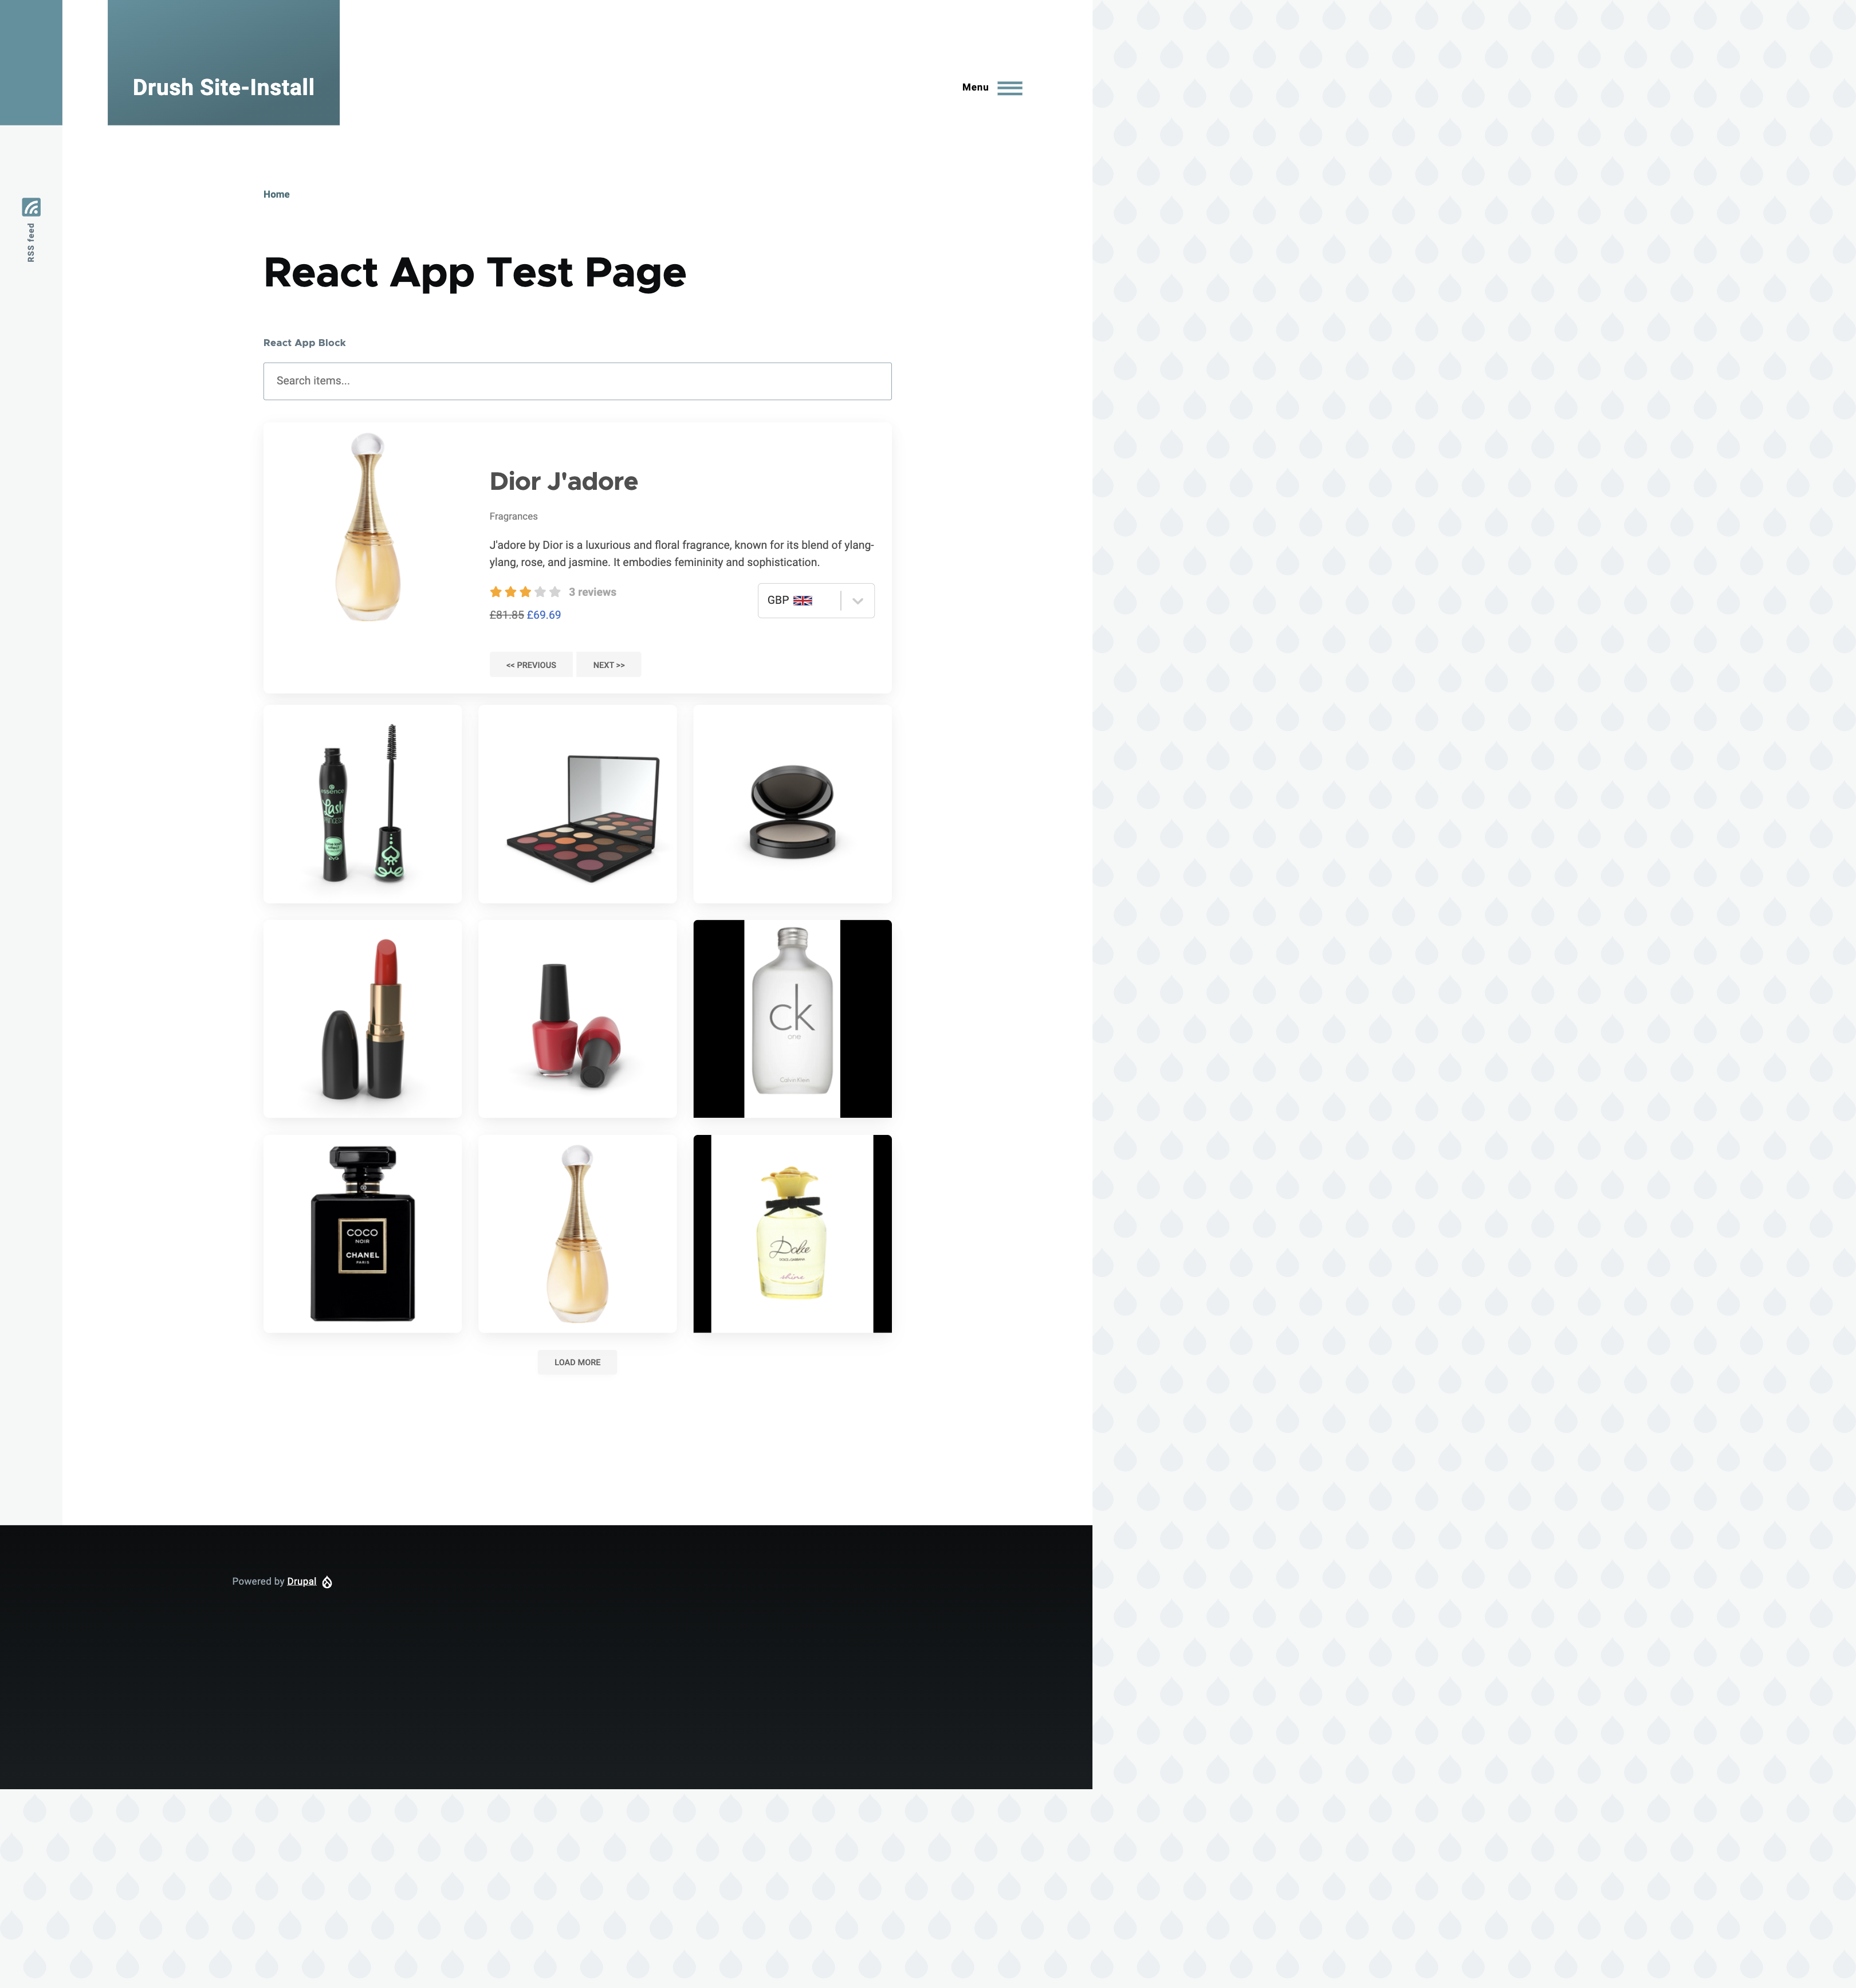 Drush Site-Install
Menu
RSS feed
Home
React App Test Page
React App Block
Search items...
Dior J'adore
Fragrances
J'adore by Dior is a luxurious and floral fragrance, known for its blend of ylang-
ylang, rose, and jasmine. It embodies femininity and sophistication.
3 reviews
GBP
£81.85 £69.69
<< PREVIOUS
NEXT >>
essence
Lash
ck
one
Calvin Klein
COCO
NOIR
CHANEL
PARIS
Dolce
shine
LOAD MORE
Powered by Drupal